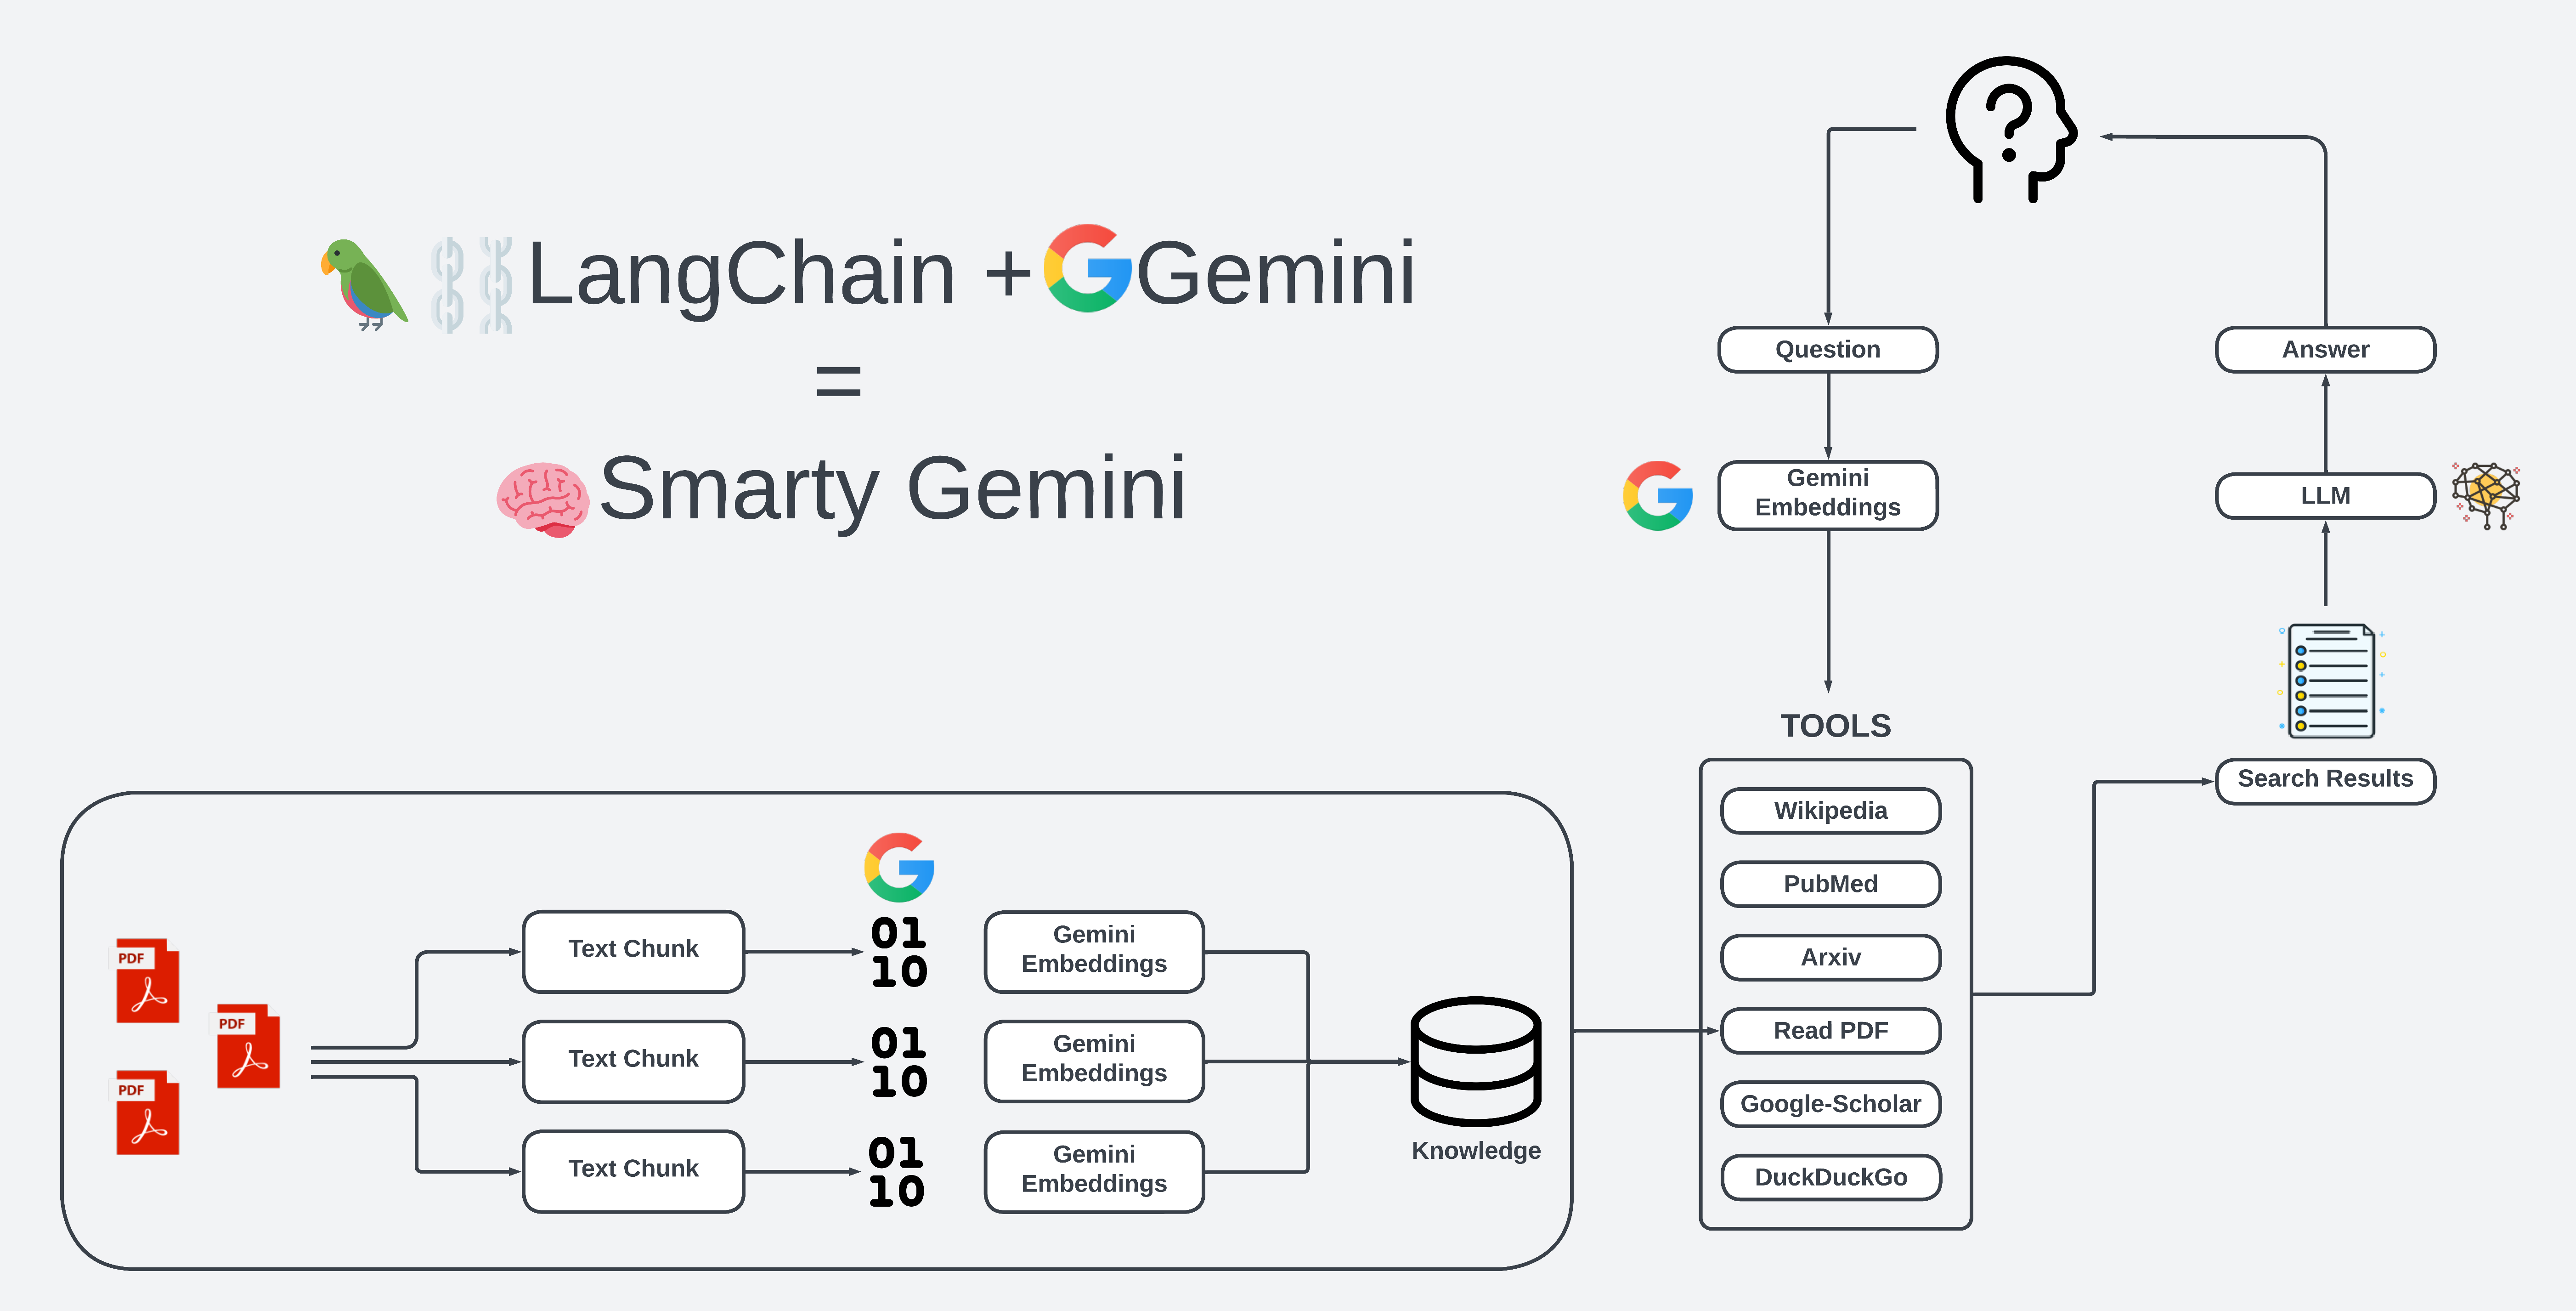 LangChain + Gemini
=
Smarty Gemini
Question
Gemini
Embeddings
TOOLS
Wikipedia
PubMed
Arxiv
Read PDF
Google-Scholar
DuckDuckGo
Search Results
LLM
Answer
PDF
PDF
PDF
Text Chunk
Text Chunk
Text Chunk
01
10
01
10
01
10
Gemini
Embeddings
Gemini
Embeddings
Gemini
Embeddings
Knowledge